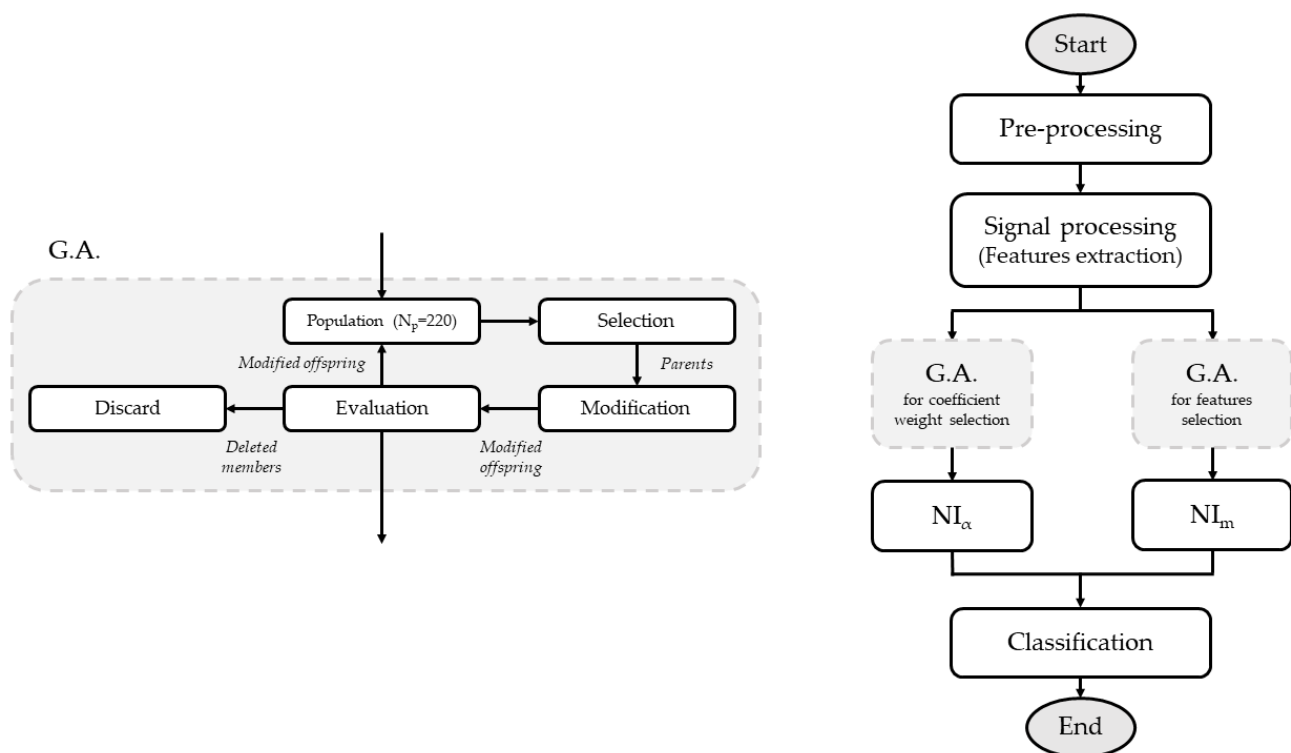 G.A.
Population (Nₚ=220)
Selection
Modified offspring
Parents
Discard
Evaluation
Modification
Deleted
members
Modified
offspring
Start
Pre-processing
Signal processing
(Features extraction)
G.A.
for coefficient
weight selection
G.A.
for features
selection
NIα
NIm
Classification
End